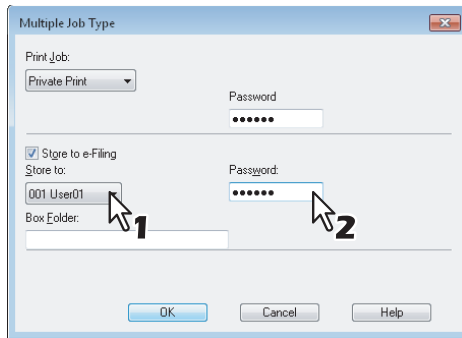 Multiple Job Type
Print Job:
Private Print
Password
••••••
Store to e-Filing
Store to: Password:
001 User01 ••••••
1 2
Box Folder:
OK Cancel Help